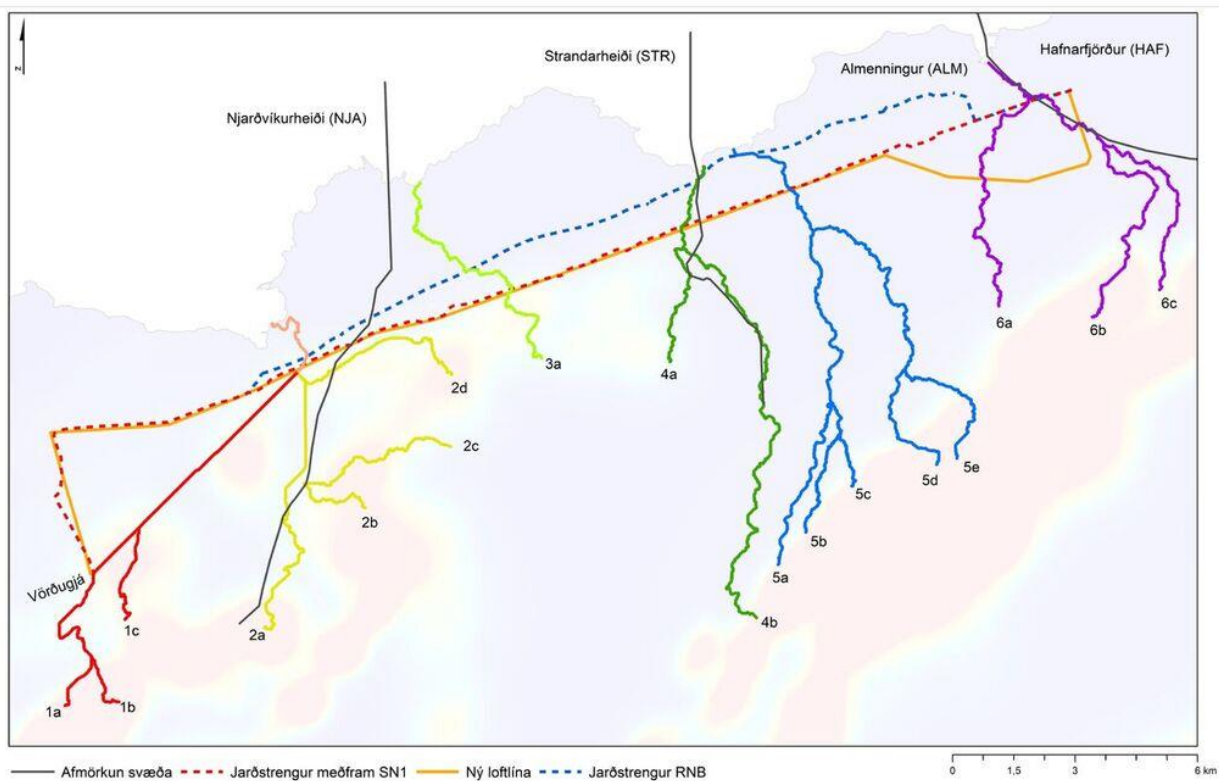 N
Hafnarfjörður (HAF)
Strandarheiði (STR)
Almenningur (ALM)
Njarðvíkurheiði (NJA)
6c
6a
6b
3a
4a
2d
2c
5e
5d
5c
2b
5b
5a
Vörðugjá
1c
2a
4b
1a
1b
Afmörkun svæða
Jarðstrengur meðfram SN1
Ný loftlína
Jarðstrengur RNB
0 1,5 3 6 km